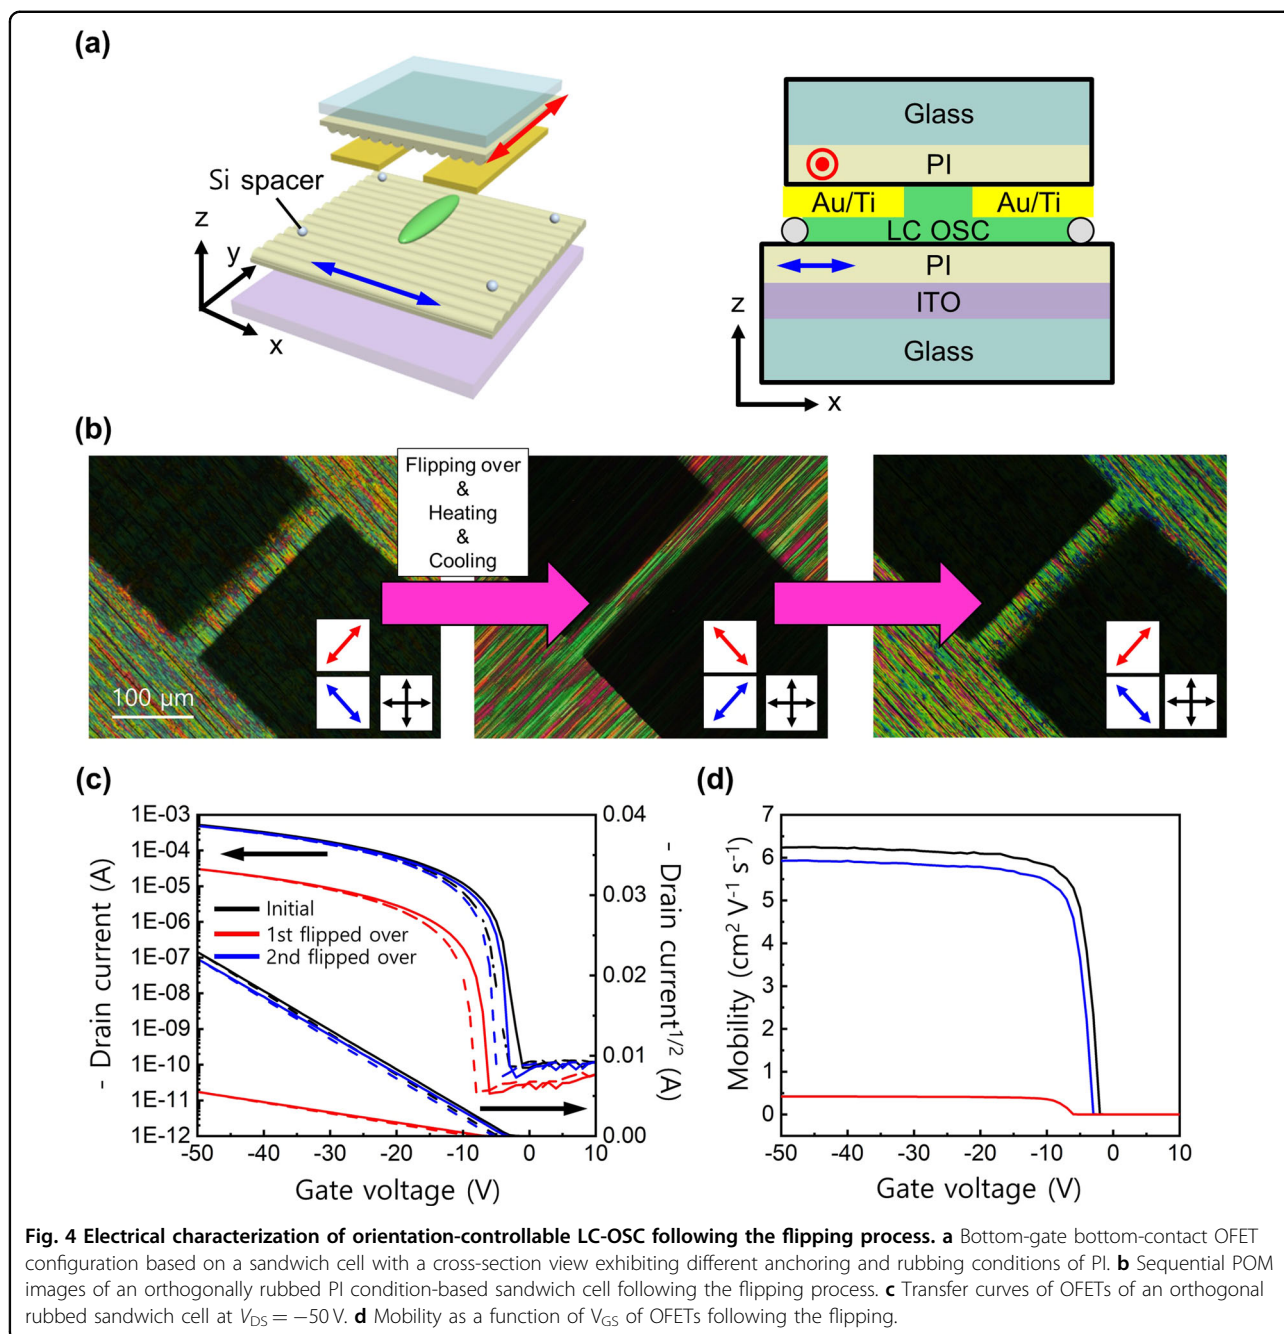 (a)
Si spacer
z
y
x
Glass
PI
Au/Ti
Au/Ti
LC OSC
PI
ITO
Glass
z
x
(b)
Flipping over
&
Heating
&
Cooling
100 μm
(c)
- Drain current (A)
1E-03
1E-04
1E-05
1E-06
1E-07
1E-08
1E-09
1E-10
1E-11
1E-12
Initial
1st flipped over
2nd flipped over
0.04
0.03
0.02
0.01
0.00
- Drain current1/2 (A)
-50 -40 -30 -20 -10 0 10
Gate voltage (V)
(d)
Mobility (cm² V⁻¹ s⁻¹)
7
6
5
4
3
2
1
0
-50 -40 -30 -20 -10 0 10
Gate voltage (V)
Fig. 4 Electrical characterization of orientation-controllable LC-OSC following the flipping process. a Bottom-gate bottom-contact OFET
configuration based on a sandwich cell with a cross-section view exhibiting different anchoring and rubbing conditions of PI. b Sequential POM
images of an orthogonally rubbed PI condition-based sandwich cell following the flipping process. c Transfer curves of OFETs of an orthogonal
rubbed sandwich cell at VDS = −50 V. d Mobility as a function of VGS of OFETs following the flipping.